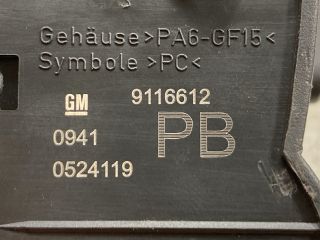 Gehäuse>PA6-GF15<
Symbole >PC<
GM 9116612
0941 PB
0524119